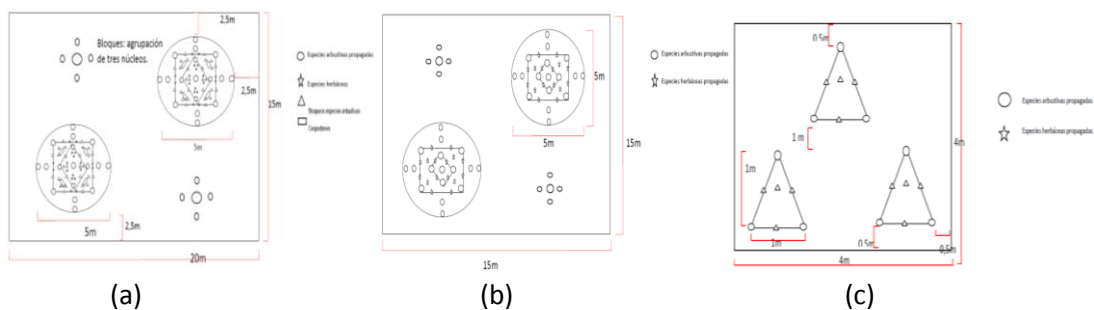 2,5m
Bloques: agrupación
de tres núcleos.
2,5m
5m
15m
5m
2,5m
20m
Especies arbustivas propagadas
Especies herbáceas
Bloques especies arbustivas
Cespedones
(a)
5m
5m
15m
15m
Especies arbustivas propagadas
Especies herbáceas propagadas
(b)
0.5m
1 m
1m
1m
0.5m
0,5m
4m
4m
Especies arbustivas propagadas
Especies herbáceas propagadas
(c)